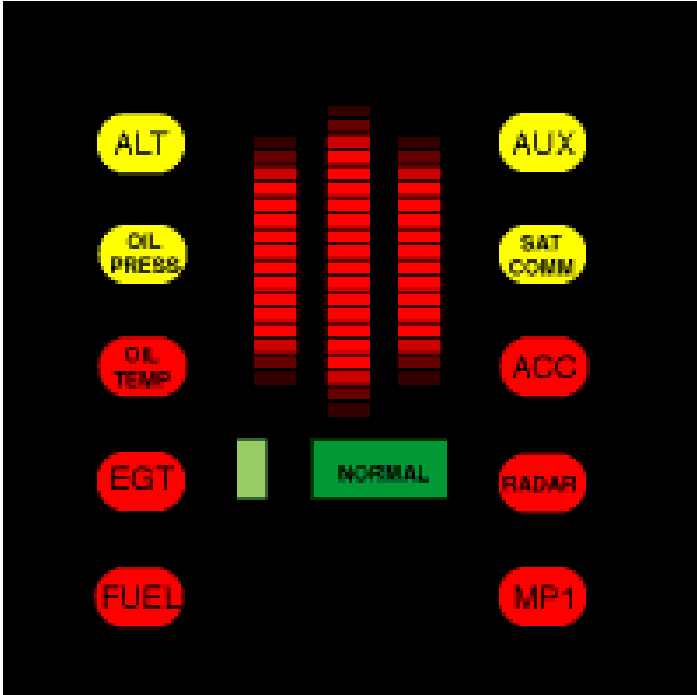 ALT
AUX
OIL
PRESS
SAT
COMM
OIL
TEMP
ACC
EGT
NORMAL
RADAR
FUEL
MP1